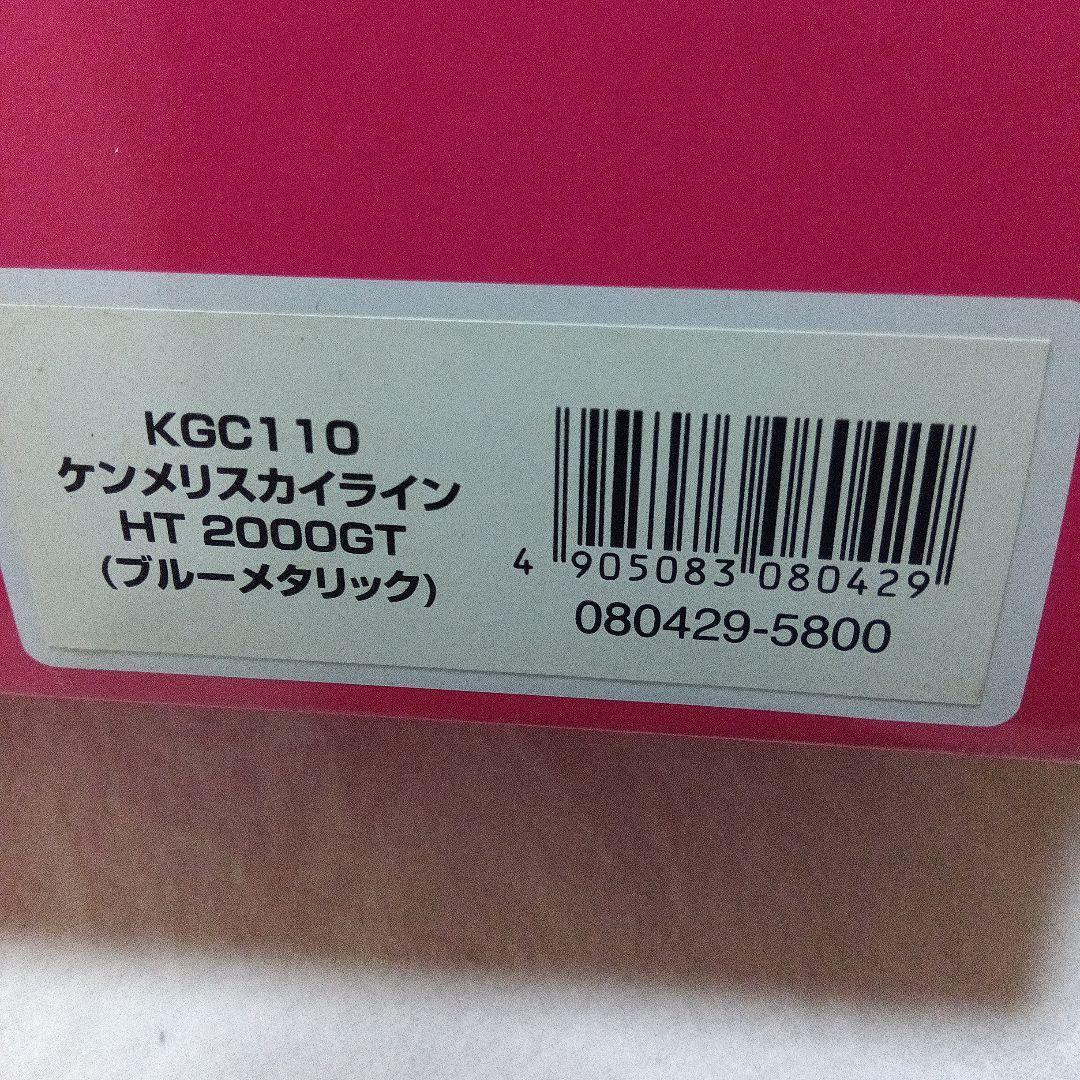 KGC110
ケンメリスカイライン
HT 2000GT
(ブルーメタリック)
4 905083 080429
080429-5800